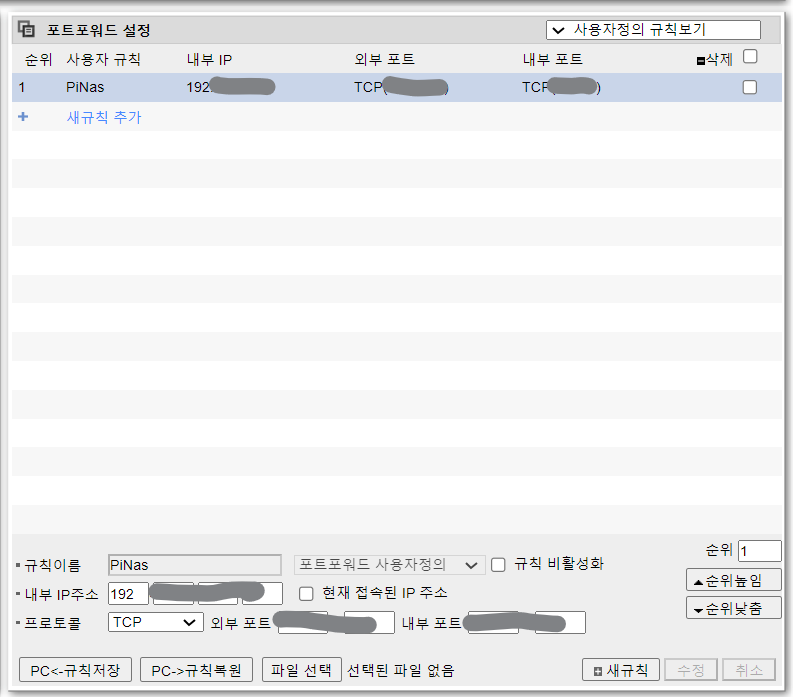 포트포워드 설정 사용자정의 규칙보기
순위 사용자 규칙 내부 IP 외부 포트 내부 포트 삭제
1 PiNas 192. TCP( ) TCP( )
+ 새규칙 추가
순위 1
규칙이름 PiNas 포트포워드 사용자정의 규칙 비활성화
순위높임
내부 IP주소 192 현재 접속된 IP 주소
순위낮춤
프로토콜 TCP 외부 포트 내부 포트
PC<-규칙저장 PC->규칙복원 파일 선택 선택된 파일 없음 새규칙 수정 취소